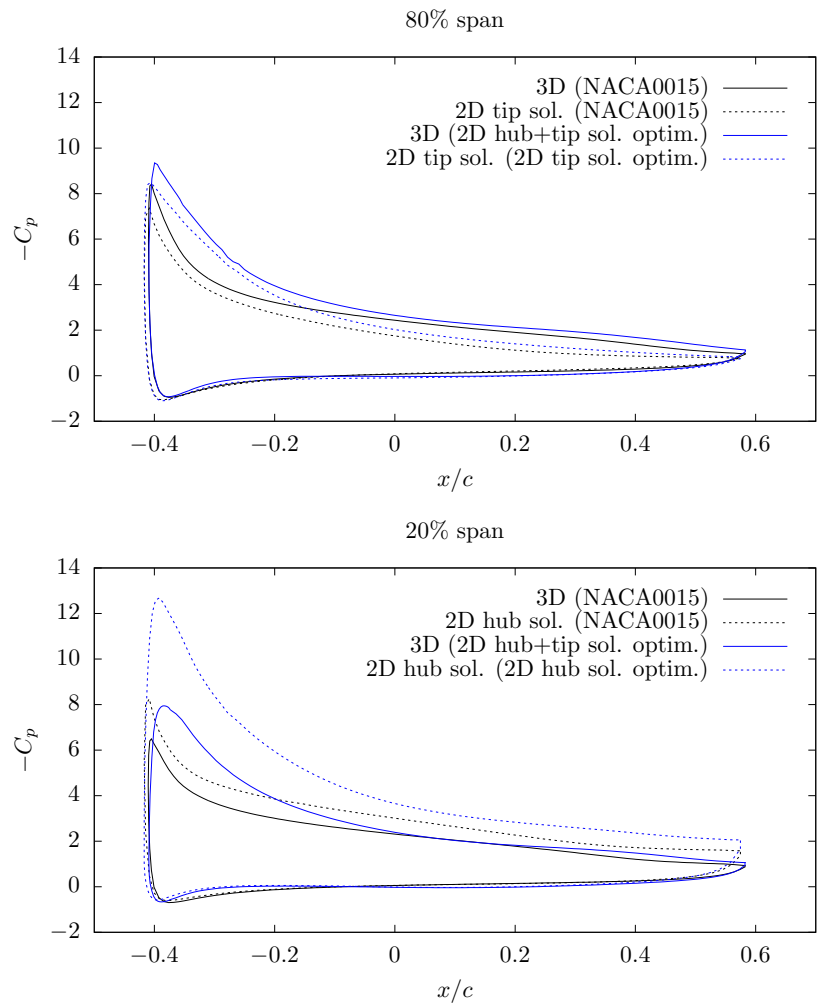 80% span
14
12
10
8
6
4
2
0
−2
−C_p
3D (NACA0015)
2D tip sol. (NACA0015)
3D (2D hub+tip sol. optim.)
2D tip sol. (2D tip sol. optim.)
−0.4 −0.2 0 0.2 0.4 0.6
x/c
20% span
14
12
10
8
6
4
2
0
−2
−C_p
3D (NACA0015)
2D hub sol. (NACA0015)
3D (2D hub+tip sol. optim.)
2D hub sol. (2D hub sol. optim.)
−0.4 −0.2 0 0.2 0.4 0.6
x/c